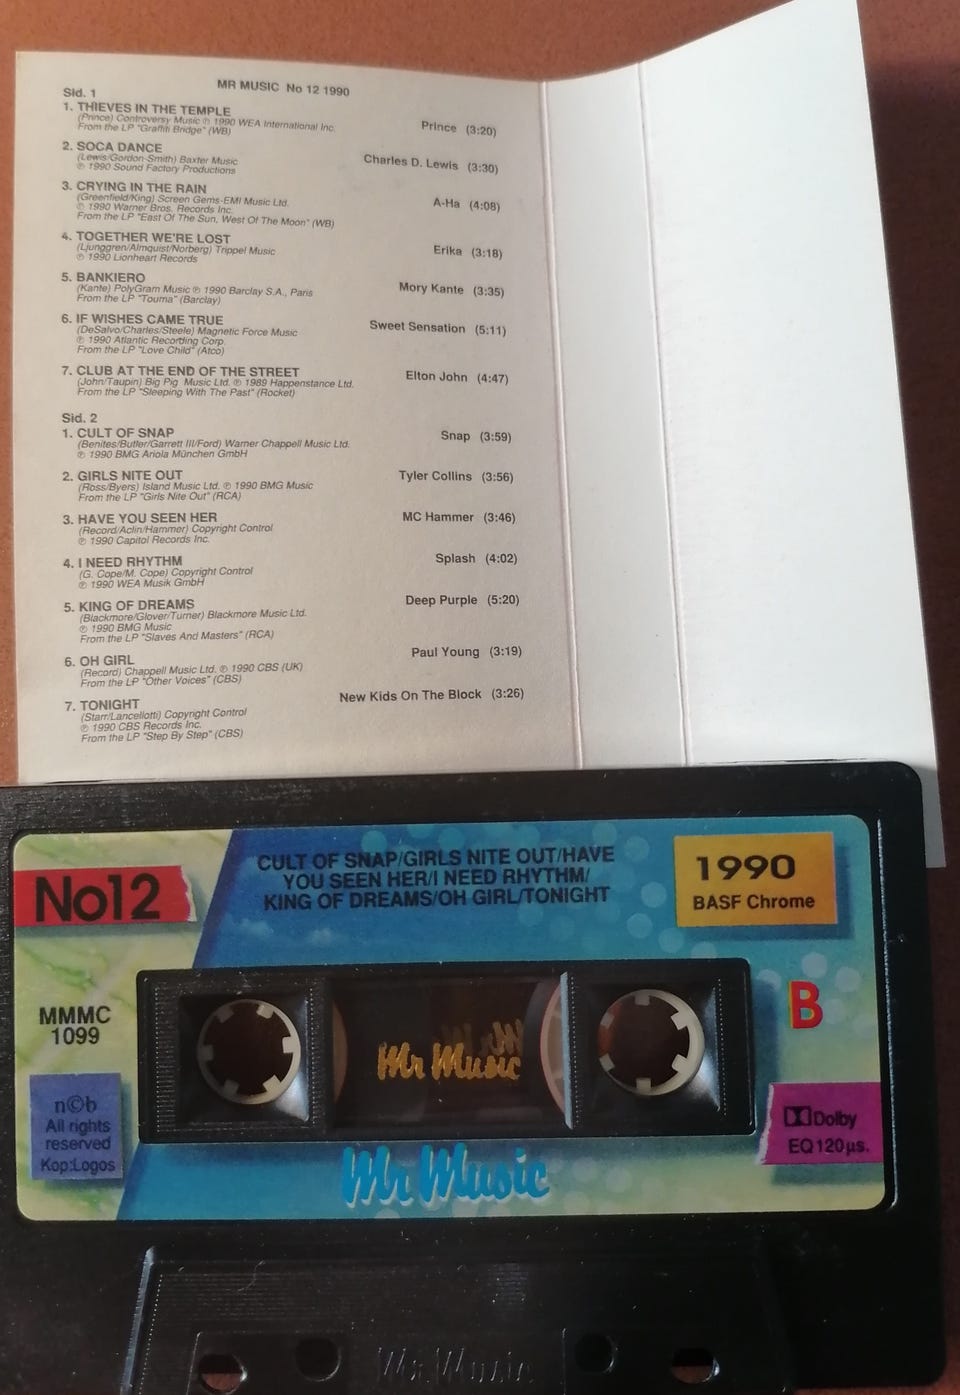 MR MUSIC No 12 1990
Sid. 1
1. THIEVES IN THE TEMPLE
(Prince) Controversy Music ℗ 1990 WEA International Inc.
From the LP "Graffiti Bridge" (WB)
Prince (3:20)
2. SOCA DANCE
(Lewis/Gordon-Smith) Baxter Music
℗ 1990 Sound Factory Productions
Charles D. Lewis (3:30)
3. CRYING IN THE RAIN
(Greenfield/King) Screen Gems-EMI Music Ltd.
℗ 1990 Warner Bros. Records Inc.
From the LP "East Of The Sun, West Of The Moon" (WB)
A-Ha (4:08)
4. TOGETHER WE'RE LOST
(Ljunggren/Almquist/Norberg) Trippel Music
℗ 1990 Lionheart Records
Erika (3:18)
5. BANKIERO
(Kante) PolyGram Music ℗ 1990 Barclay S.A., Paris
From the LP "Touma" (Barclay)
Mory Kante (3:35)
6. IF WISHES CAME TRUE
(DeSalvo/Charles/Steele) Magnetic Force Music
℗ 1990 Atlantic Recording Corp.
From the LP "Love Child" (Atco)
Sweet Sensation (5:11)
7. CLUB AT THE END OF THE STREET
(John/Taupin) Big Pig Music Ltd. ℗ 1989 Happenstance Ltd.
From the LP "Sleeping With The Past" (Rocket)
Elton John (4:47)
Sid. 2
1. CULT OF SNAP
(Benites/Butler/Garrett III/Ford) Warner Chappell Music Ltd.
℗ 1990 BMG Ariola München GmbH
Snap (3:59)
2. GIRLS NITE OUT
(Ross/Byers) Island Music Ltd. ℗ 1990 BMG Music
From the LP "Girls Nite Out" (RCA)
Tyler Collins (3:56)
3. HAVE YOU SEEN HER
(Record/Aclin/Hammer) Copyright Control
℗ 1990 Capitol Records Inc.
MC Hammer (3:46)
4. I NEED RHYTHM
(G. Cope/M. Cope) Copyright Control
℗ 1990 WEA Musik GmbH
Splash (4:02)
5. KING OF DREAMS
(Blackmore/Glover/Turner) Blackmore Music Ltd.
℗ 1990 BMG Music
From the LP "Slaves And Masters" (RCA)
Deep Purple (5:20)
6. OH GIRL
(Record) Chappell Music Ltd. ℗ 1990 CBS (UK)
From the LP "Other Voices" (CBS)
Paul Young (3:19)
7. TONIGHT
(Starr/Lancellotti) Copyright Control
℗ 1990 CBS Records Inc.
From the LP "Step By Step" (CBS)
New Kids On The Block (3:26)
No12
CULT OF SNAP/GIRLS NITE OUT/HAVE
YOU SEEN HER/I NEED RHYTHM/
KING OF DREAMS/OH GIRL/TONIGHT
1990
BASF Chrome
MMMC
1099
B
Mr Music
n©b
All rights
reserved
Kop:Logos
Dolby
EQ 120 µs.
Mr Music
Mr Music